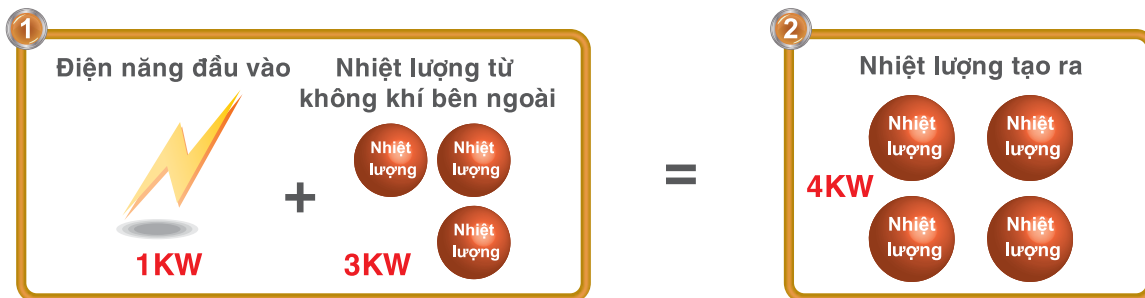 1
Điện năng đầu vào
1KW
+
Nhiệt lượng từ
không khí bên ngoài
Nhiệt
lượng
Nhiệt
lượng
Nhiệt
lượng
3KW
=
2
Nhiệt lượng tạo ra
Nhiệt
lượng
Nhiệt
lượng
4KW
Nhiệt
lượng
Nhiệt
lượng